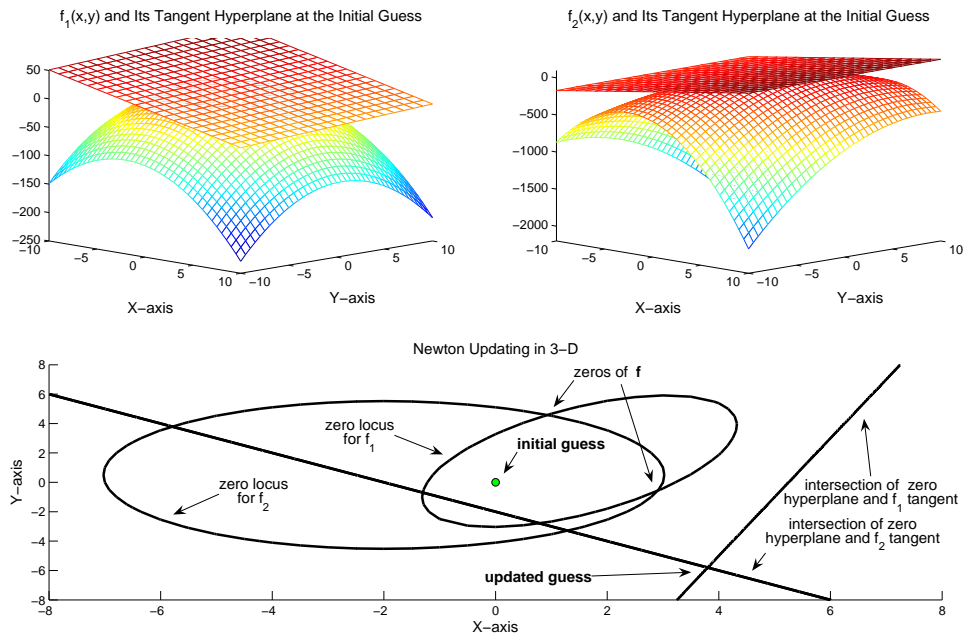 f1(x,y) and Its Tangent Hyperplane at the Initial Guess
50
0
−50
−100
−150
−200
−250
−10
−5
0
5
10
−10
−5
0
5
10
X−axis
Y−axis
f2(x,y) and Its Tangent Hyperplane at the Initial Guess
0
−500
−1000
−1500
−2000
−10
−5
0
5
10
−10
−5
0
5
10
X−axis
Y−axis
Newton Updating in 3−D
8
6
4
2
0
−2
−4
−6
−8
Y−axis
zeros of f
zero locus
for f1
initial guess
zero locus
for f2
intersection of zero
hyperplane and f1 tangent
intersection of zero
hyperplane and f2 tangent
updated guess
−8
−6
−4
−2
0
2
4
6
8
X−axis